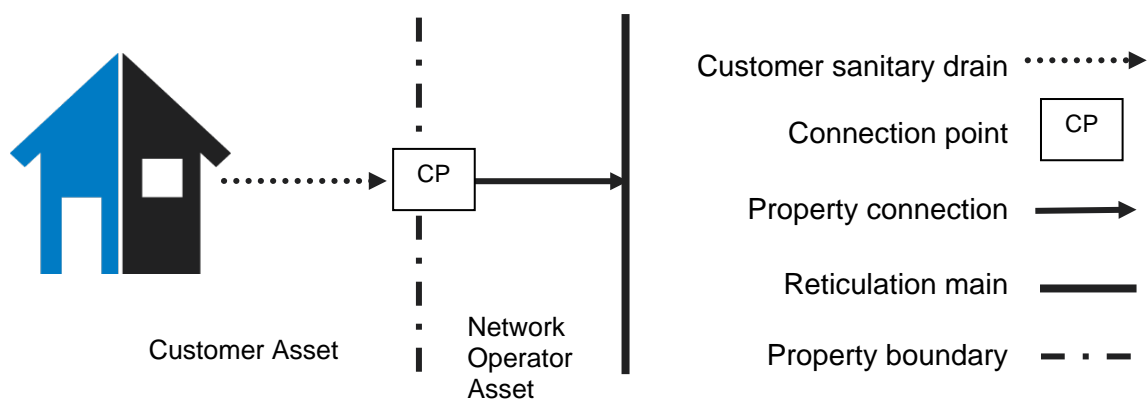 Customer sanitary drain
CP
Connection point
CP
Property connection
Reticulation main
Customer Asset
Network
Operator
Asset
Property boundary